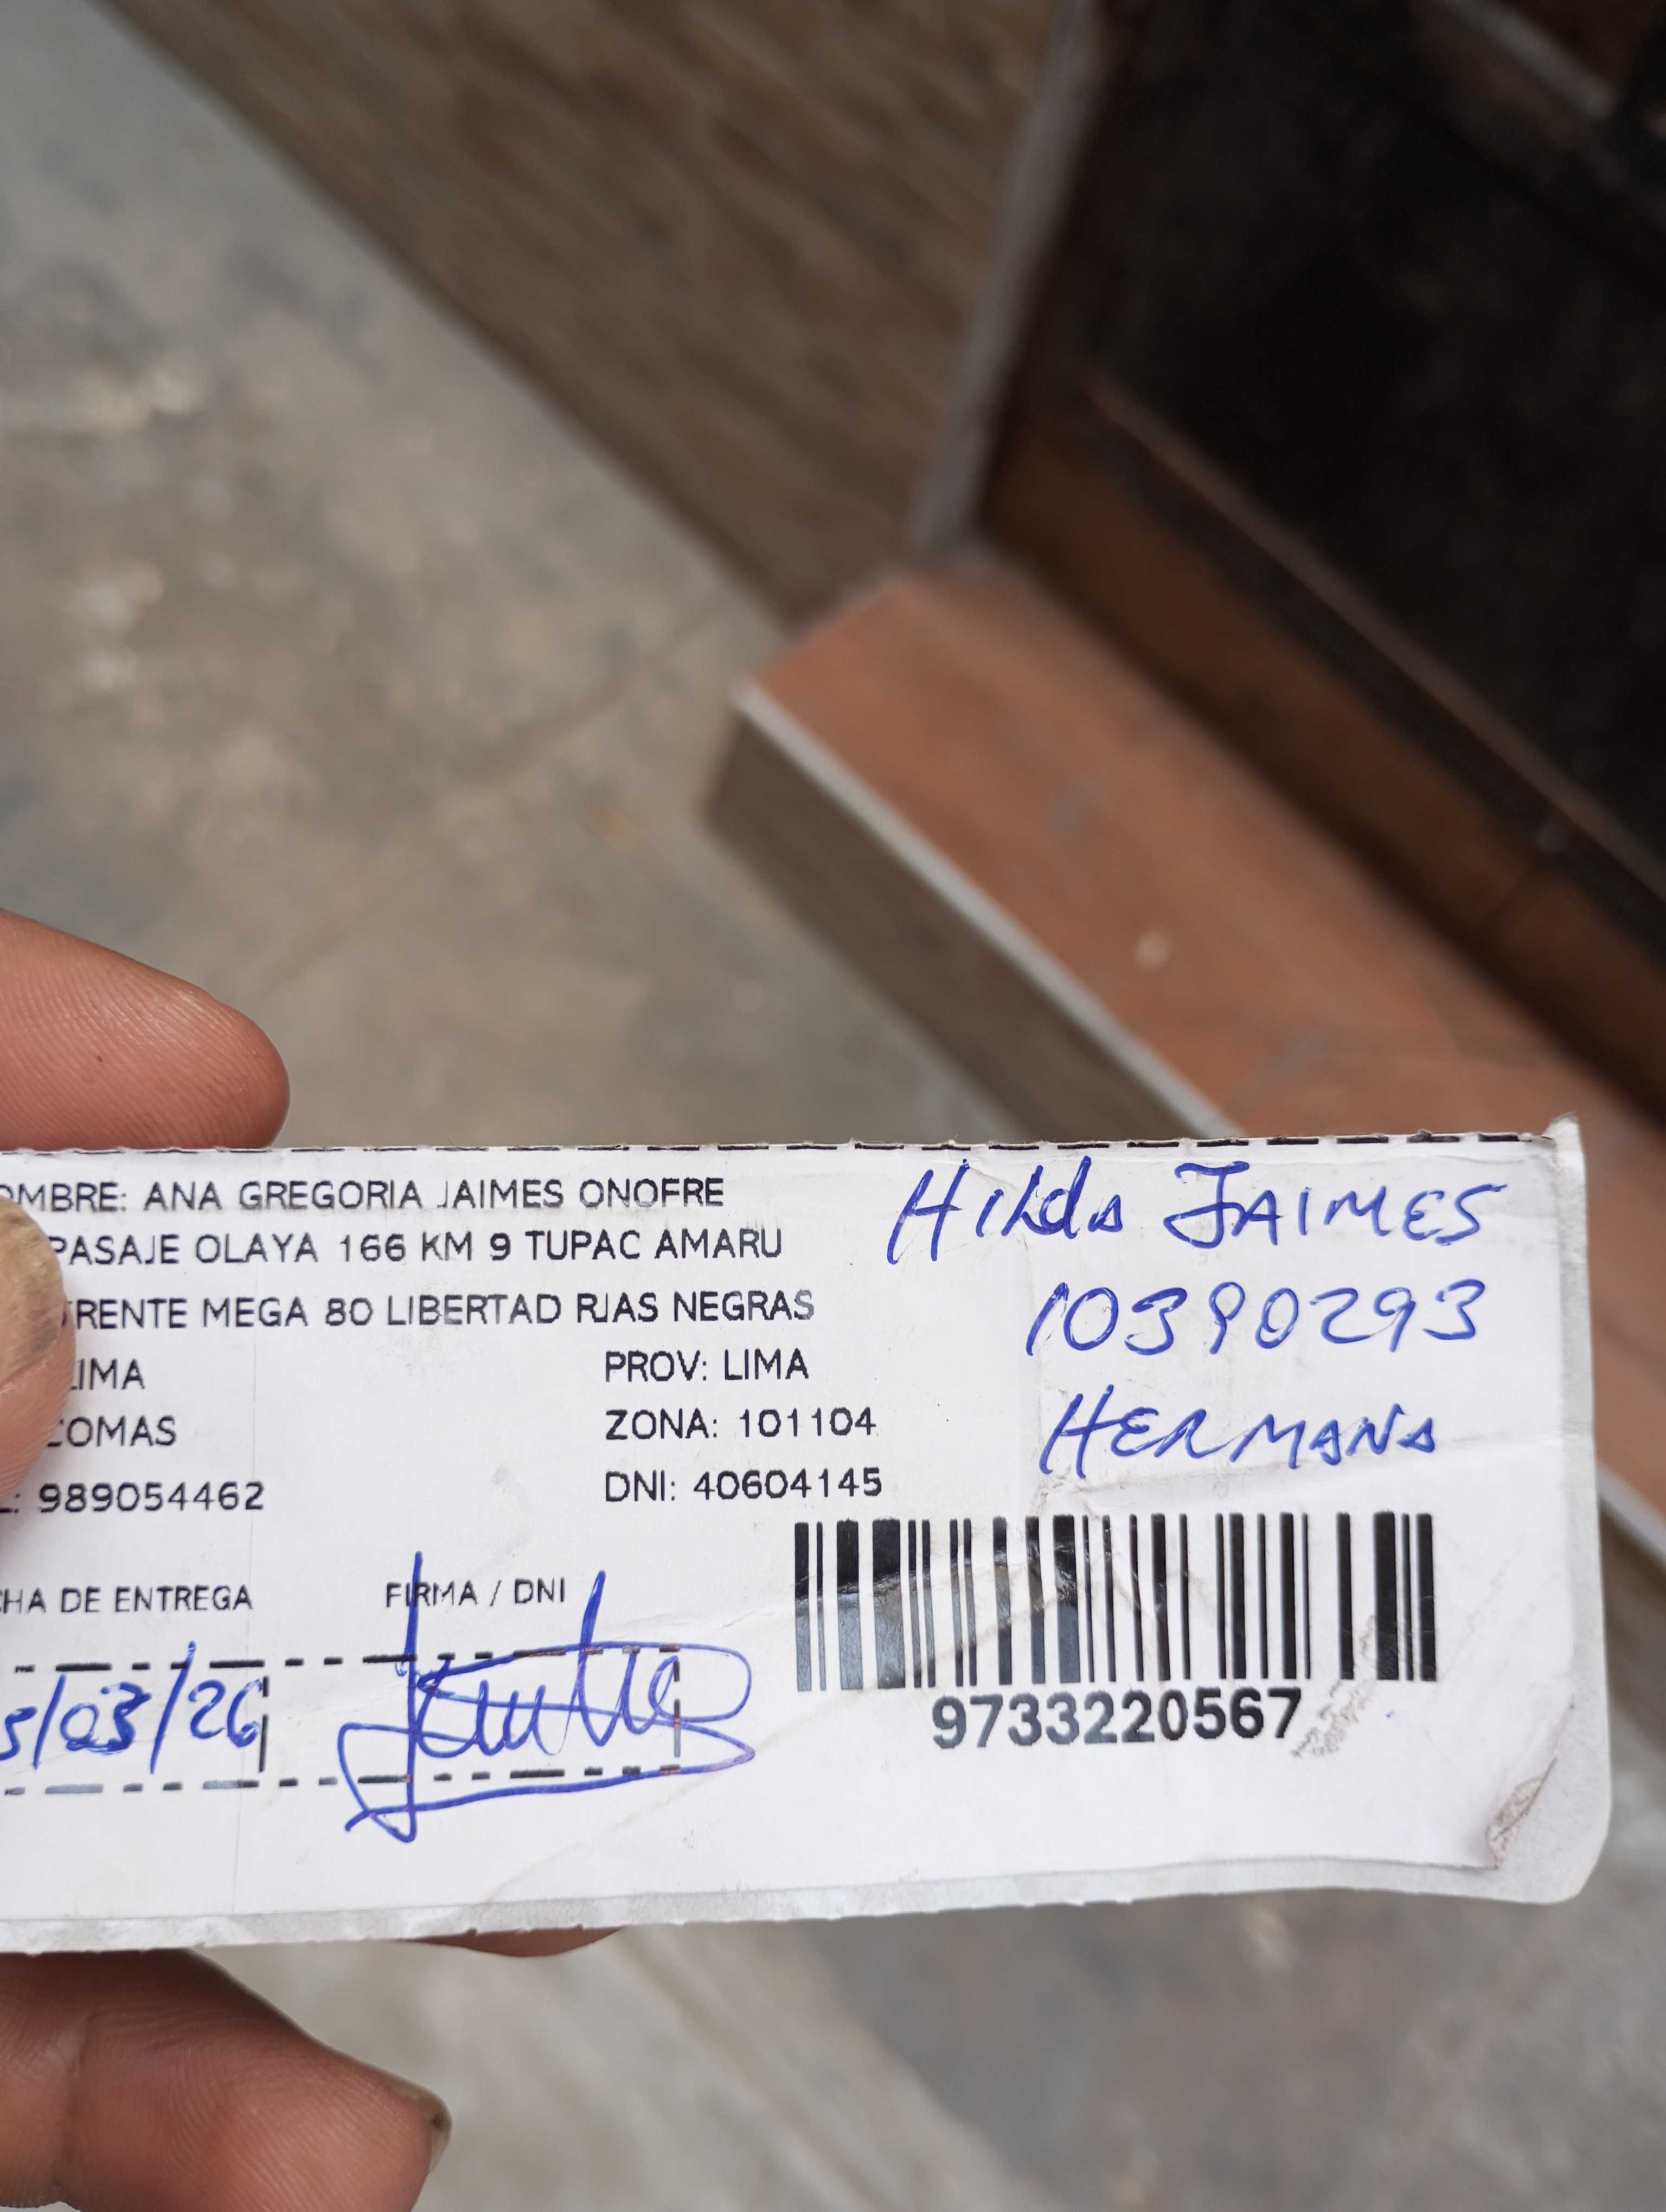 OMBRE: ANA GREGORIA JAIMES ONOFRE
PASAJE OLAYA 166 KM 9 TUPAC AMARU
FRENTE MEGA 80 LIBERTAD RJAS NEGRAS
LIMA PROV: LIMA
COMAS ZONA: 101104
L: 989054462 DNI: 40604145
HILda JAIMES
10390293
HERMANA
CHA DE ENTREGA FIRMA / DNI
5/03/26
9733220567